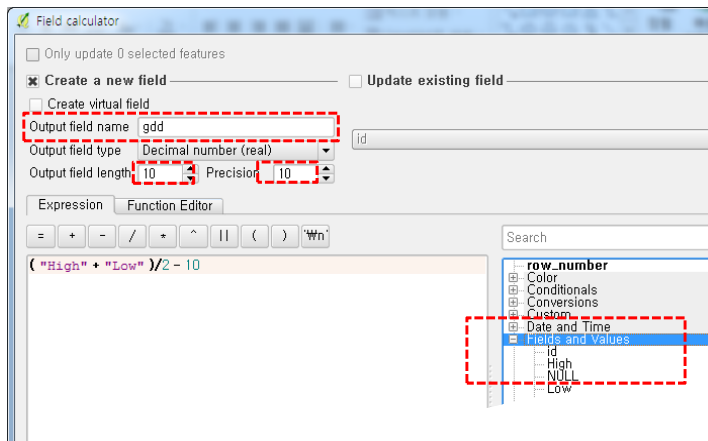 Field calculator
Only update 0 selected features
Create a new field
Update existing field
Create virtual field
Output field name gdd
id
Output field type Decimal number (real)
Output field length 10 Precision 10
Expression Function Editor
= + - / * ^ || ( ) '₩n'
Search
( "High" + "Low" )/2 - 10
row_number
Color
Conditionals
Conversions
Custom
Date and Time
Fields and Values
id
High
NULL
Low